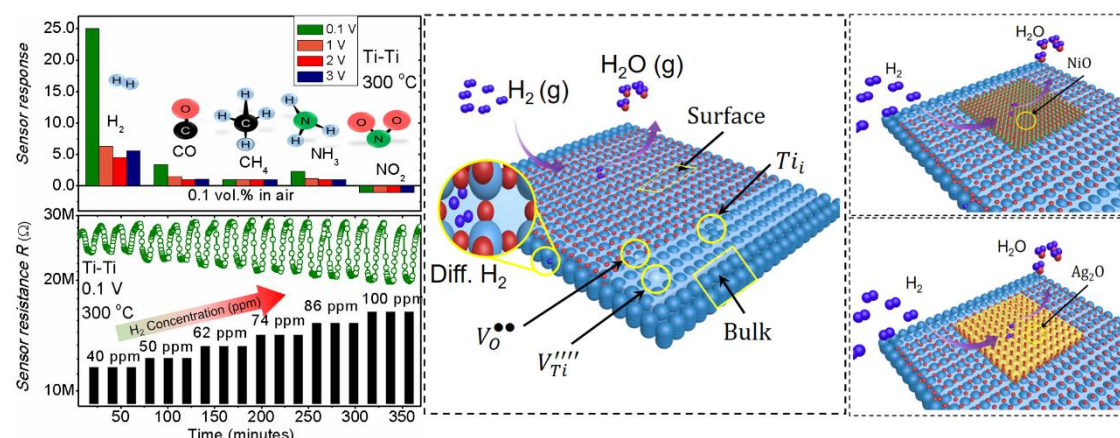 25.0
20.0
15.0
10.0
5.0
0.0
Sensor response
0.1 V
1 V
2 V
3 V
Ti-Ti
300 °C
H H
H₂
O
C
CO
H
H C H
H
CH₄
H
N H
H
NH₃
O O
N
NO₂
0.1 vol.% in air
30M
20M
10M
Sensor resistance R (Ω)
Ti-Ti
0.1 V
300 °C
H₂ Concentration (ppm)
40 ppm
50 ppm
62 ppm
74 ppm
86 ppm
100 ppm
50 100 150 200 250 300 350
Time (minutes)
H₂ (g)
H₂O (g)
Surface
Ti_i
Diff. H₂
V_O^••
V_Ti^''''
Bulk
H₂O
NiO
H₂
H₂O
Ag₂O
H₂